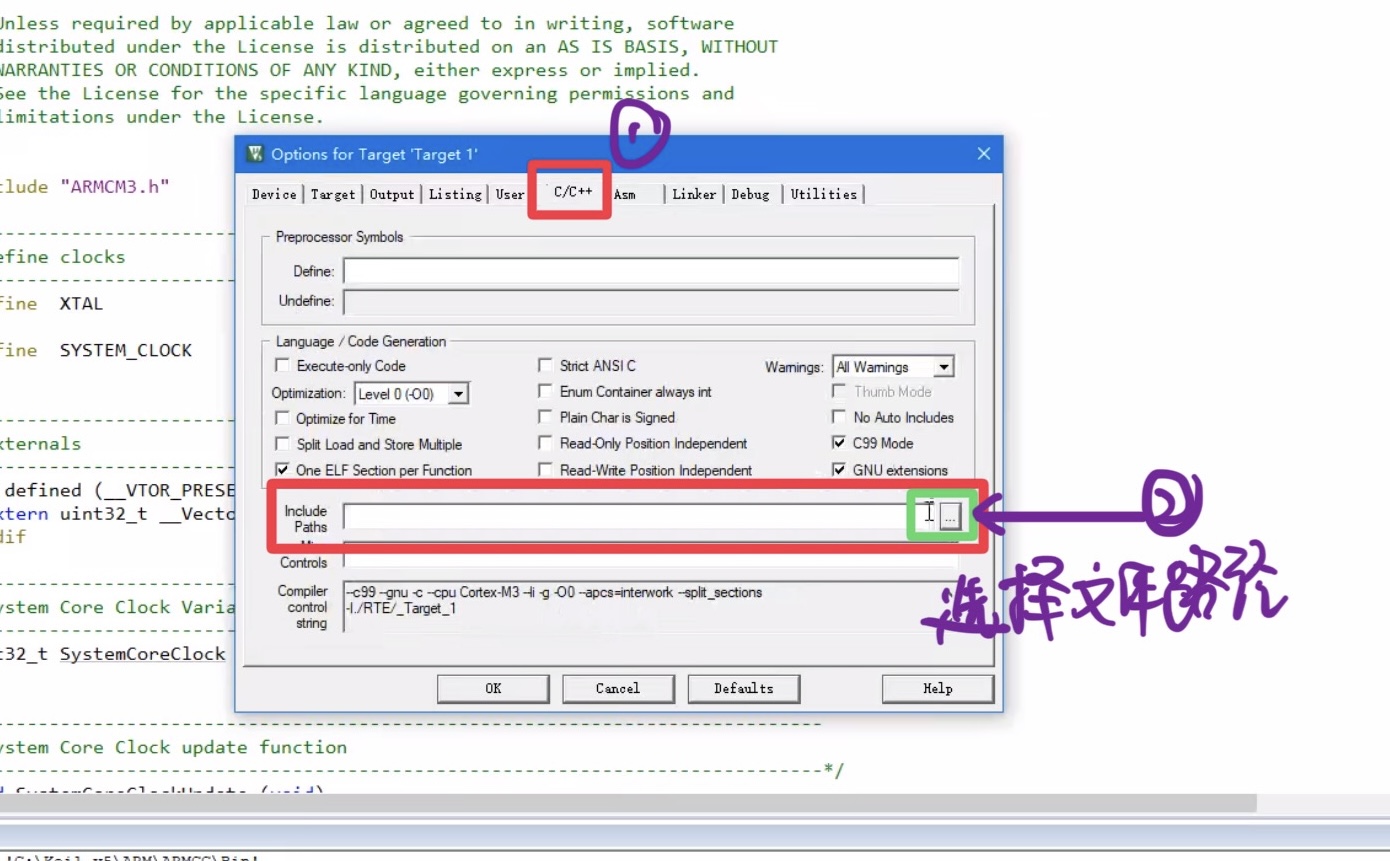 Unless required by applicable law or agreed to in writing, software
distributed under the License is distributed on an AS IS BASIS, WITHOUT
WARRANTIES OR CONDITIONS OF ANY KIND, either express or implied.
See the License for the specific language governing permissions and
limitations under the License.
clude "ARMCM3.h"
efine clocks
fine XTAL
fine SYSTEM_CLOCK
xternals
defined (__VTOR_PRESE
xtern uint32_t __Vecto
dif
ystem Core Clock Varia
t32_t SystemCoreClock
ystem Core Clock update function
*/
SystemCoreClockUpdate (void)
①
Options for Target 'Target 1'
Device Target Output Listing User C/C++ Asm Linker Debug Utilities
Preprocessor Symbols
Define:
Undefine:
Language / Code Generation
Execute-only Code Strict ANSI C Warnings: All Warnings
Optimization: Level 0 (-O0) Enum Container always int Thumb Mode
Optimize for Time Plain Char is Signed No Auto Includes
Split Load and Store Multiple Read-Only Position Independent C99 Mode
One ELF Section per Function Read-Write Position Independent GNU extensions
Include Paths ...
②
选择文件路径
Controls
Compiler control string
--c99 --gnu -c --cpu Cortex-M3 --li -g -O0 --apcs=interwork --split_sections
-I./RTE/_Target_1
OK Cancel Defaults Help
'C:\Keil_v5\ARM\ARMCC\Bin'